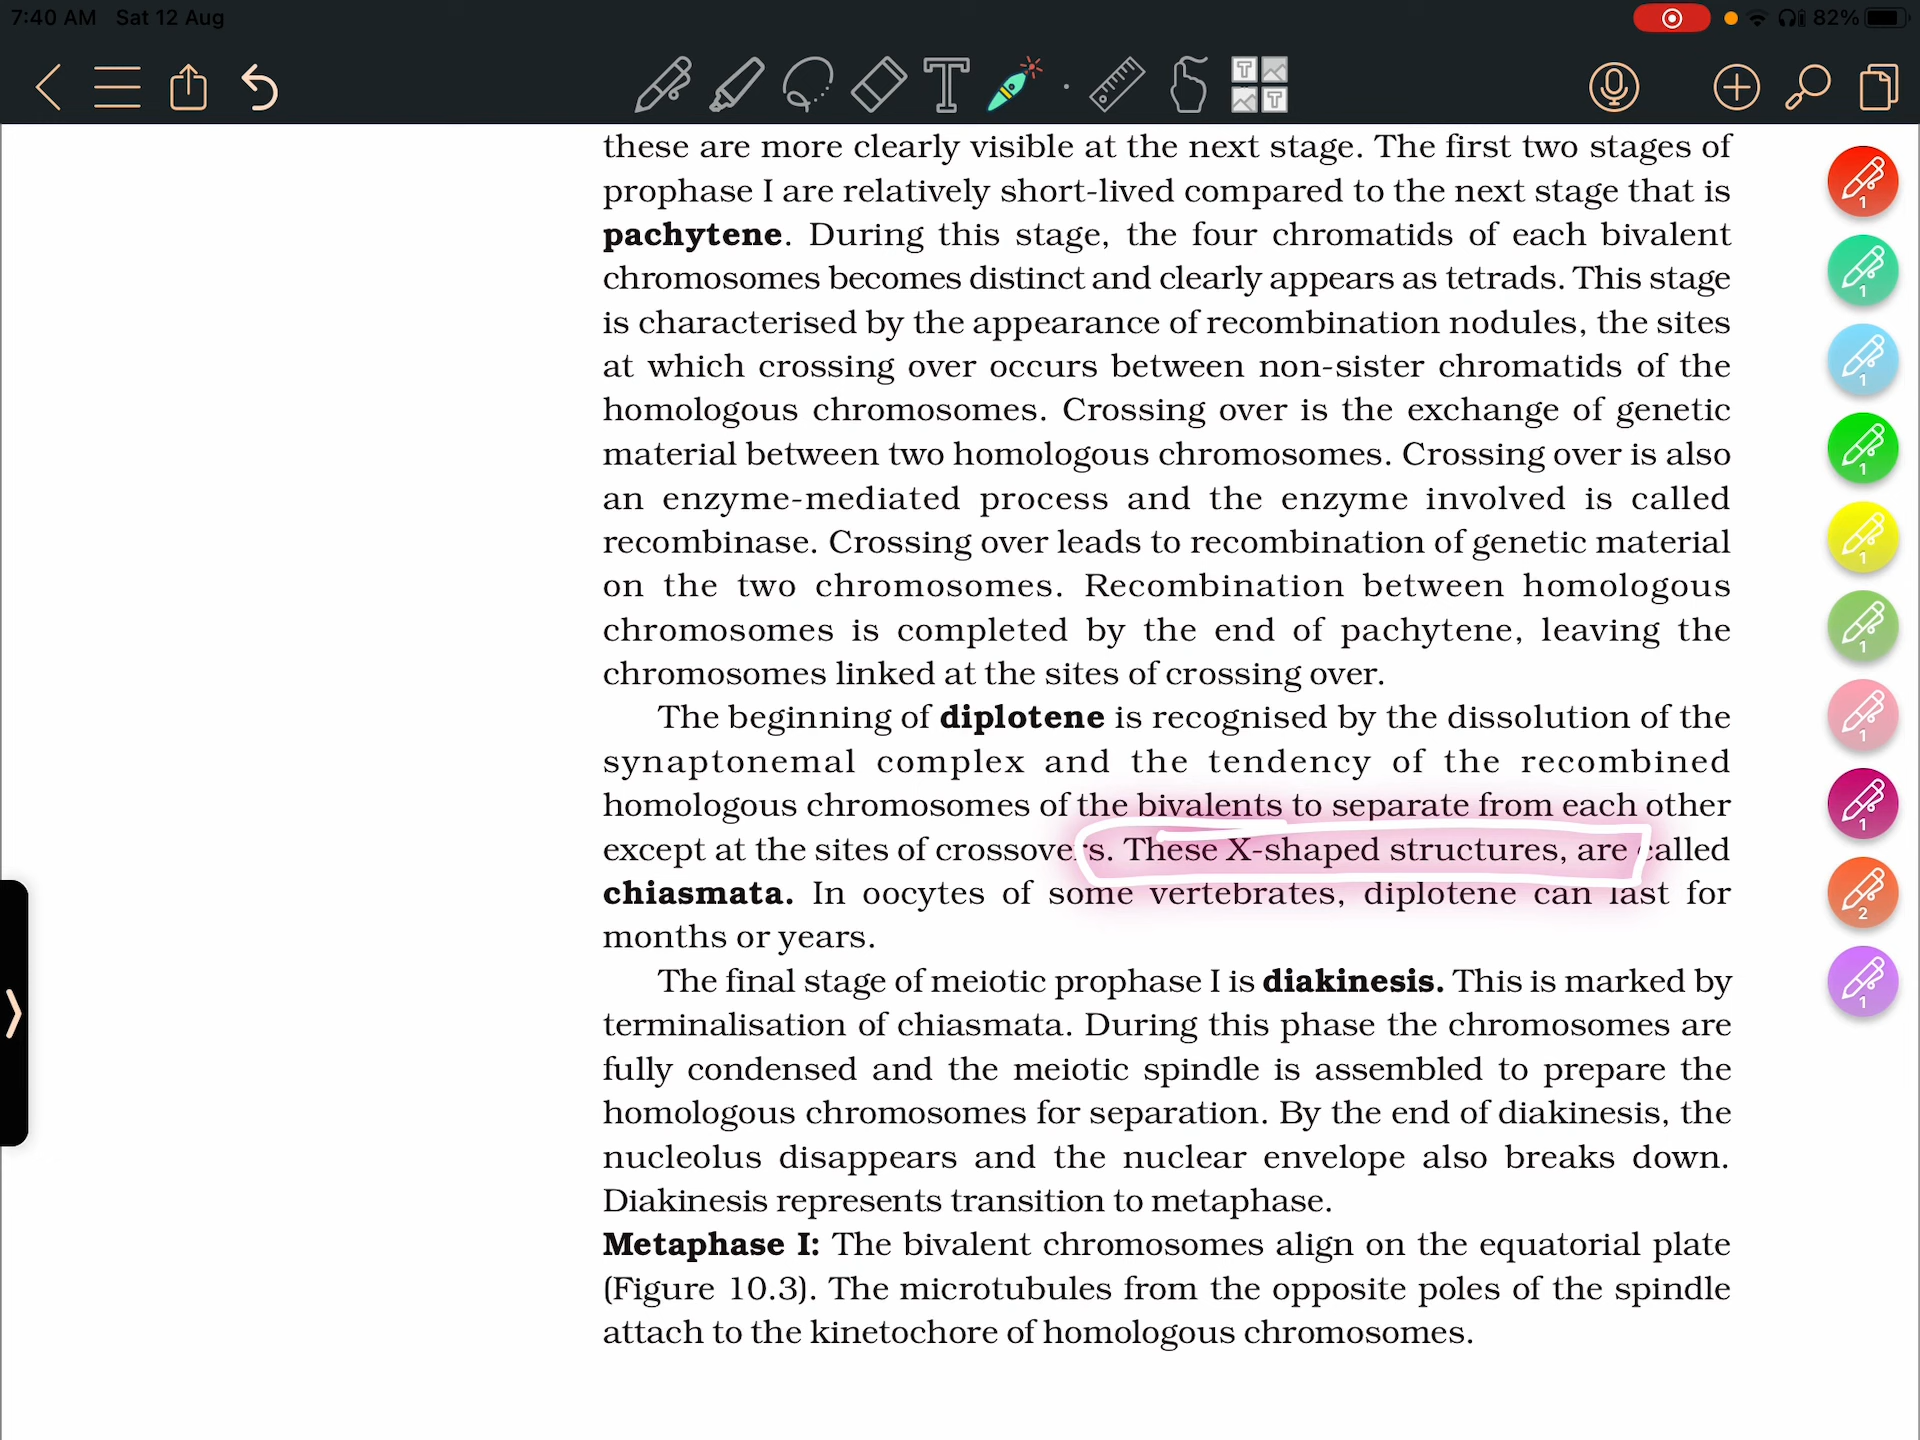 7:40 AM Sat 12 Aug
82%
these are more clearly visible at the next stage. The first two stages of
prophase I are relatively short-lived compared to the next stage that is
pachytene. During this stage, the four chromatids of each bivalent
chromosomes becomes distinct and clearly appears as tetrads. This stage
is characterised by the appearance of recombination nodules, the sites
at which crossing over occurs between non-sister chromatids of the
homologous chromosomes. Crossing over is the exchange of genetic
material between two homologous chromosomes. Crossing over is also
an enzyme-mediated process and the enzyme involved is called
recombinase. Crossing over leads to recombination of genetic material
on the two chromosomes. Recombination between homologous
chromosomes is completed by the end of pachytene, leaving the
chromosomes linked at the sites of crossing over.
The beginning of diplotene is recognised by the dissolution of the
synaptonemal complex and the tendency of the recombined
homologous chromosomes of the bivalents to separate from each other
except at the sites of crossovers. These X-shaped structures, are called
chiasmata. In oocytes of some vertebrates, diplotene can last for
months or years.
The final stage of meiotic prophase I is diakinesis. This is marked by
terminalisation of chiasmata. During this phase the chromosomes are
fully condensed and the meiotic spindle is assembled to prepare the
homologous chromosomes for separation. By the end of diakinesis, the
nucleolus disappears and the nuclear envelope also breaks down.
Diakinesis represents transition to metaphase.
Metaphase I: The bivalent chromosomes align on the equatorial plate
(Figure 10.3). The microtubules from the opposite poles of the spindle
attach to the kinetochore of homologous chromosomes.
1
1
1
1
1
1
1
1
2
1